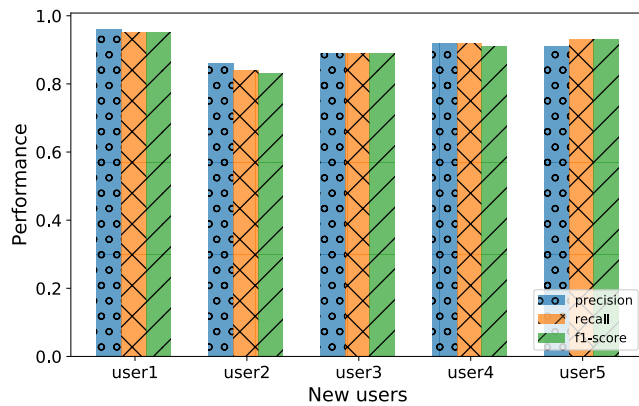 Performance
1.0
0.8
0.6
0.4
0.2
0.0
user1 user2 user3 user4 user5
New users
precision
recall
f1-score